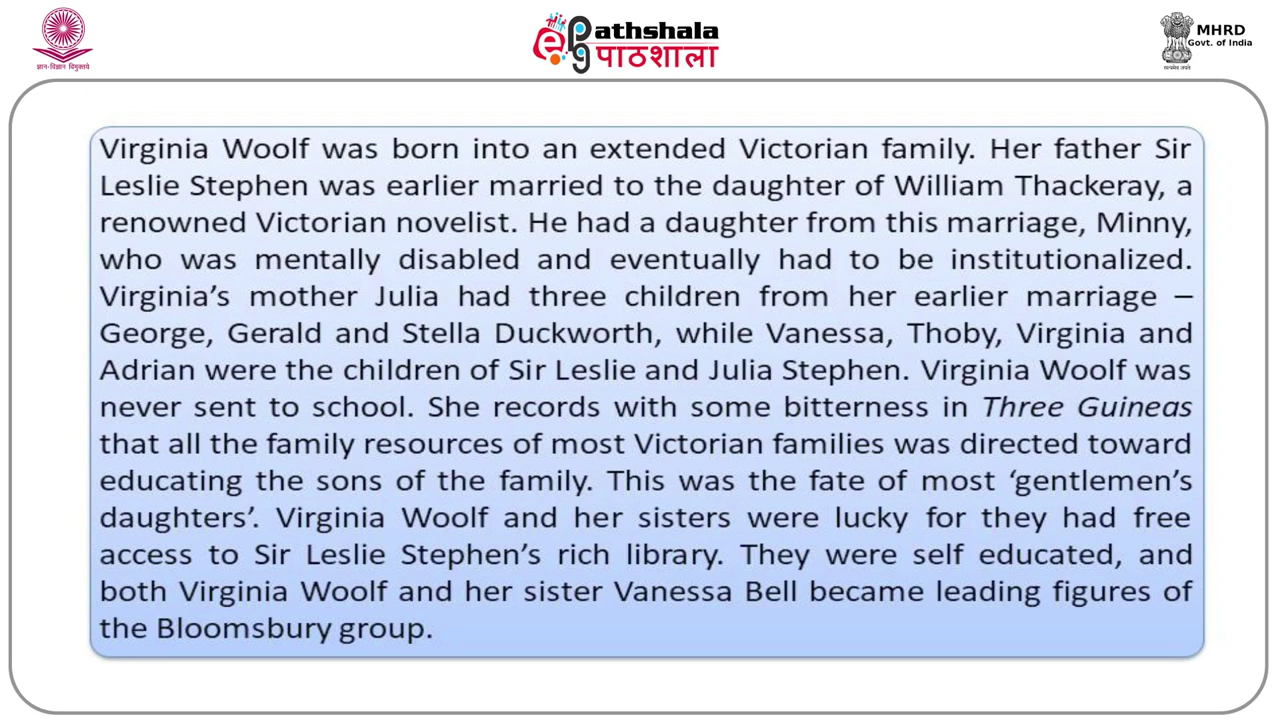 ज्ञान-विज्ञान विमुक्तये
epg
athshala
पाठशाला
सत्यमेव जयते
MHRD
Govt. of India
Virginia Woolf was born into an extended Victorian family. Her father Sir
Leslie Stephen was earlier married to the daughter of William Thackeray, a
renowned Victorian novelist. He had a daughter from this marriage, Minny,
who was mentally disabled and eventually had to be institutionalized.
Virginia’s mother Julia had three children from her earlier marriage –
George, Gerald and Stella Duckworth, while Vanessa, Thoby, Virginia and
Adrian were the children of Sir Leslie and Julia Stephen. Virginia Woolf was
never sent to school. She records with some bitterness in Three Guineas
that all the family resources of most Victorian families was directed toward
educating the sons of the family. This was the fate of most ‘gentlemen’s
daughters’. Virginia Woolf and her sisters were lucky for they had free
access to Sir Leslie Stephen’s rich library. They were self educated, and
both Virginia Woolf and her sister Vanessa Bell became leading figures of
the Bloomsbury group.